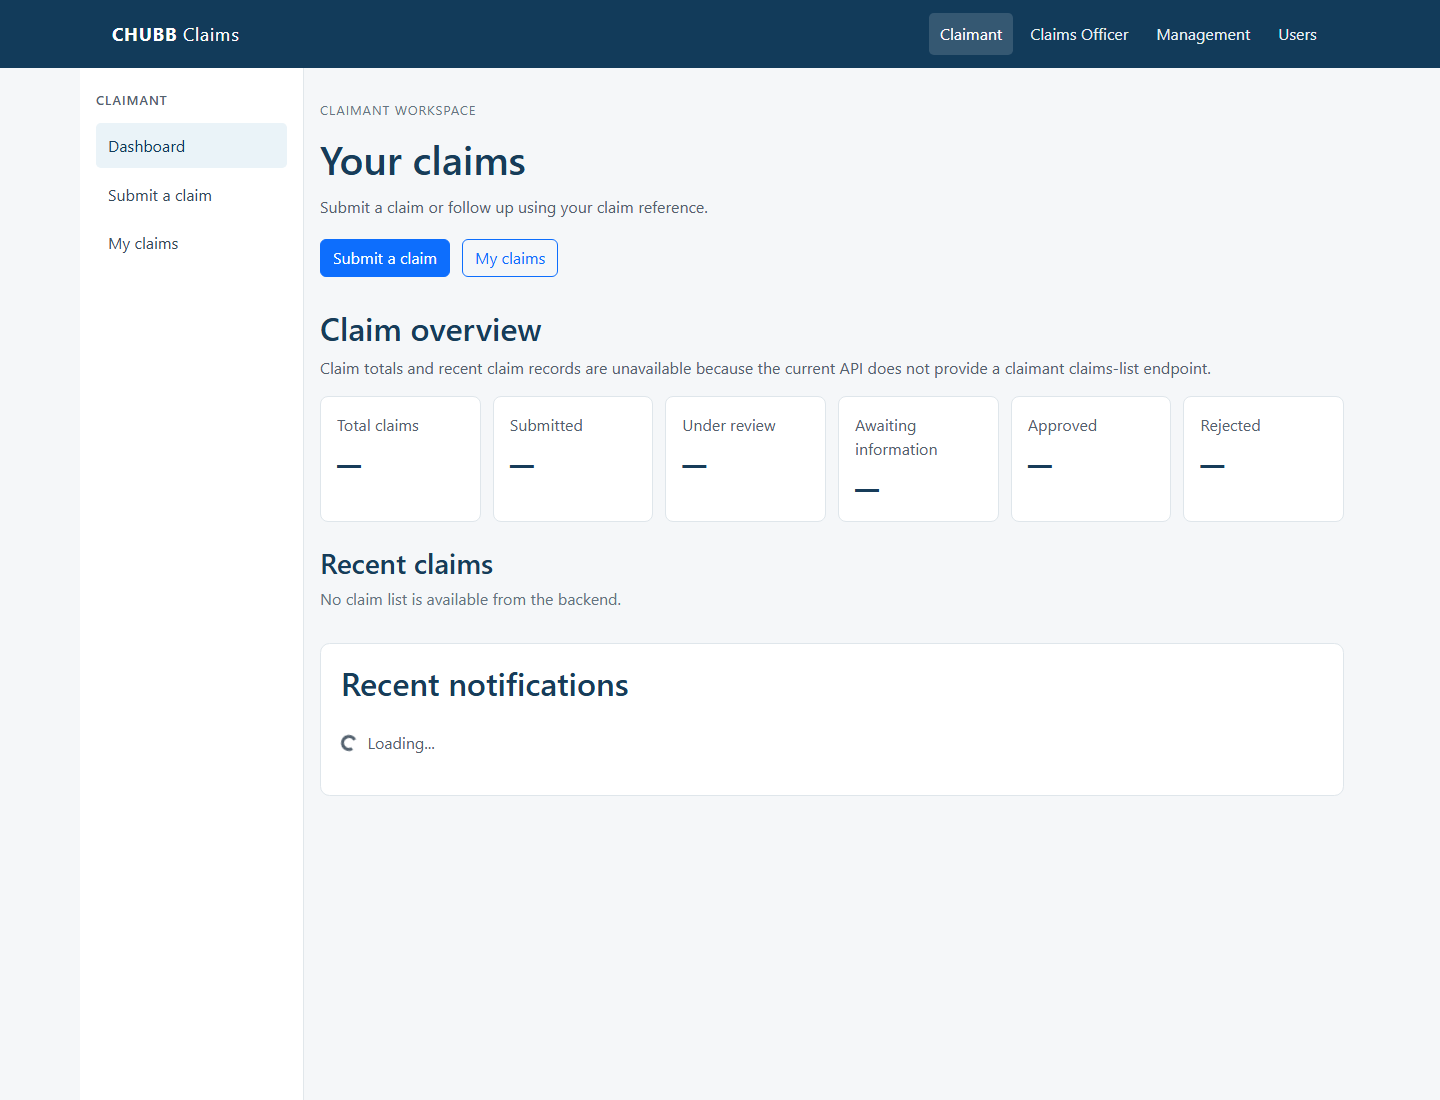 CHUBB Claims
Claimant
Claims Officer
Management
Users
CLAIMANT
Dashboard
Submit a claim
My claims
CLAIMANT WORKSPACE
Your claims
Submit a claim or follow up using your claim reference.
Submit a claim
My claims
Claim overview
Claim totals and recent claim records are unavailable because the current API does not provide a claimant claims-list endpoint.
Total claims
—
Submitted
—
Under review
—
Awaiting
information
—
Approved
—
Rejected
—
Recent claims
No claim list is available from the backend.
Recent notifications
Loading...